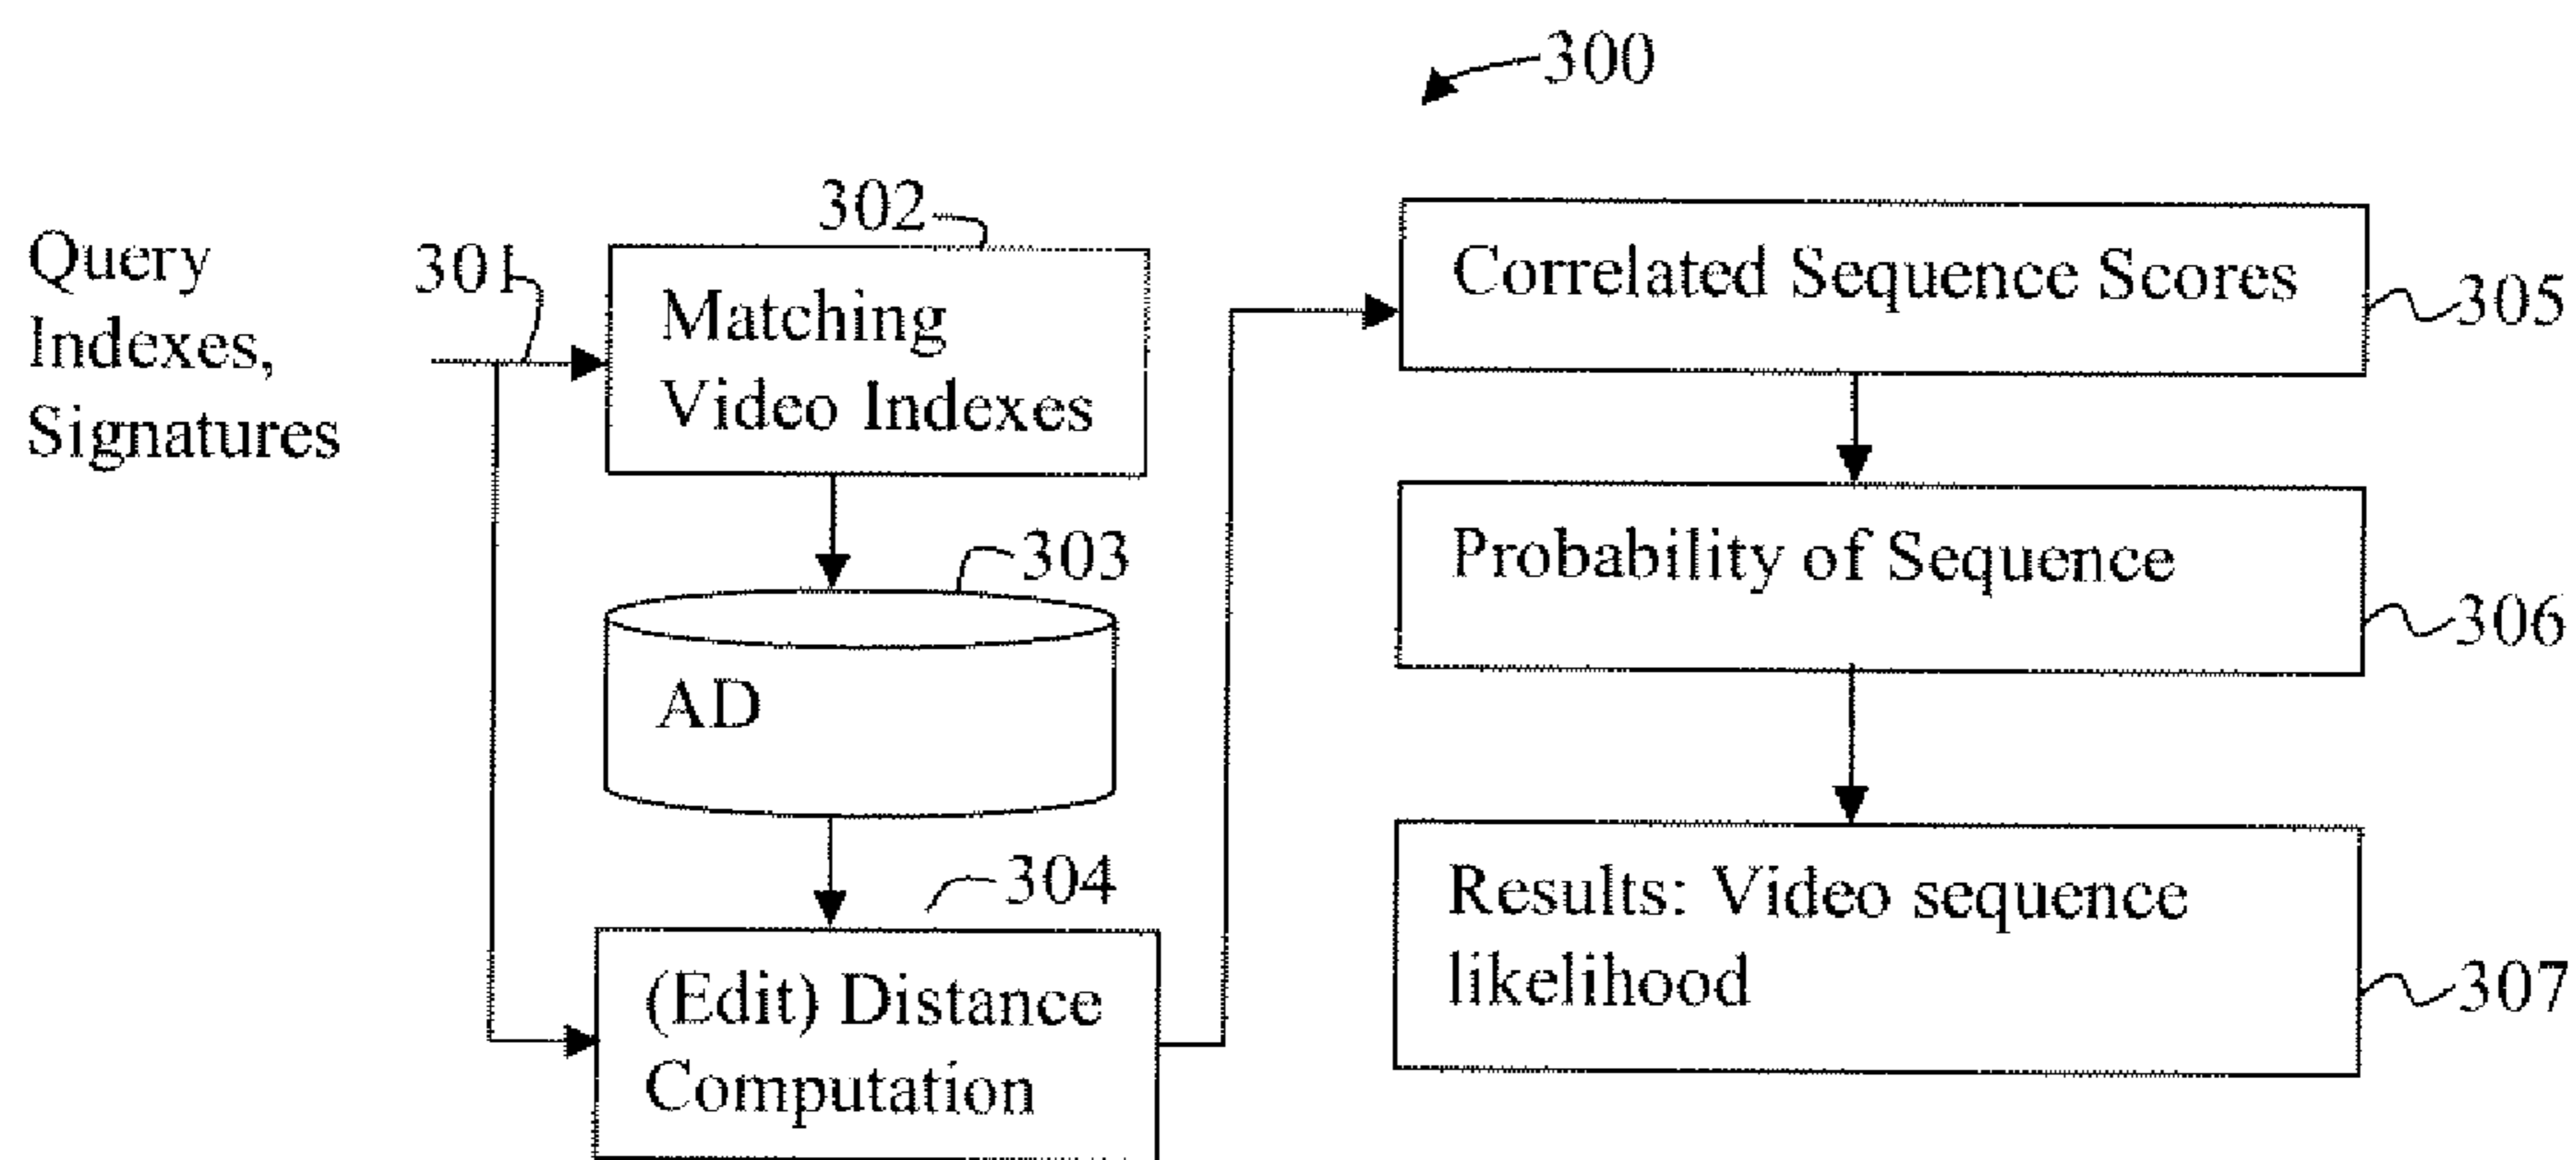 300
Query
Indexes,
Signatures
301
302
Matching
Video Indexes
303
AD
304
(Edit) Distance
Computation
Correlated Sequence Scores
305
Probability of Sequence
306
Results: Video sequence
likelihood
307